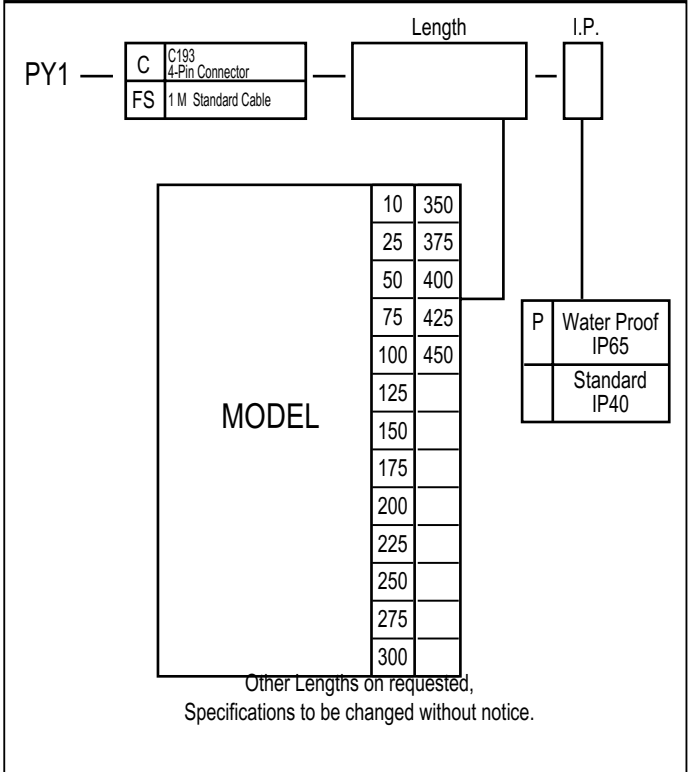 Length I.P.
PY1 — C C193 4-Pin Connector — —
FS 1 M Standard Cable
10 350
25 375
50 400
75 425
100 450
125
150
175
200
225
250
275
300
MODEL
P Water Proof
IP65
Standard
IP40
Other Lengths on requested,
Specifications to be changed without notice.